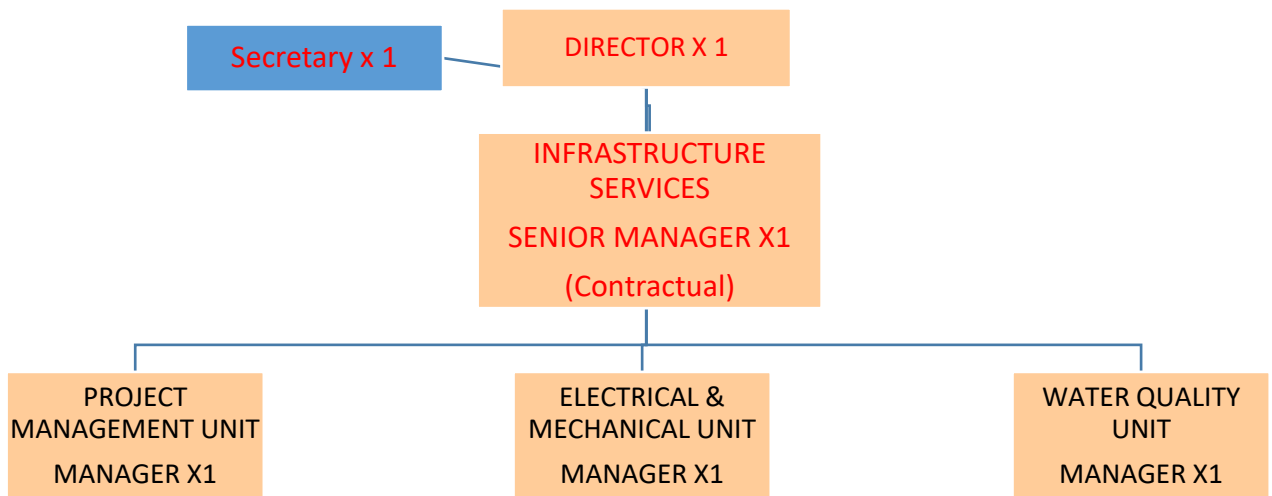 Secretary x 1
DIRECTOR X 1
INFRASTRUCTURE
SERVICES
SENIOR MANAGER X1
(Contractual)
PROJECT
MANAGEMENT UNIT
MANAGER X1
ELECTRICAL &
MECHANICAL UNIT
MANAGER X1
WATER QUALITY
UNIT
MANAGER X1